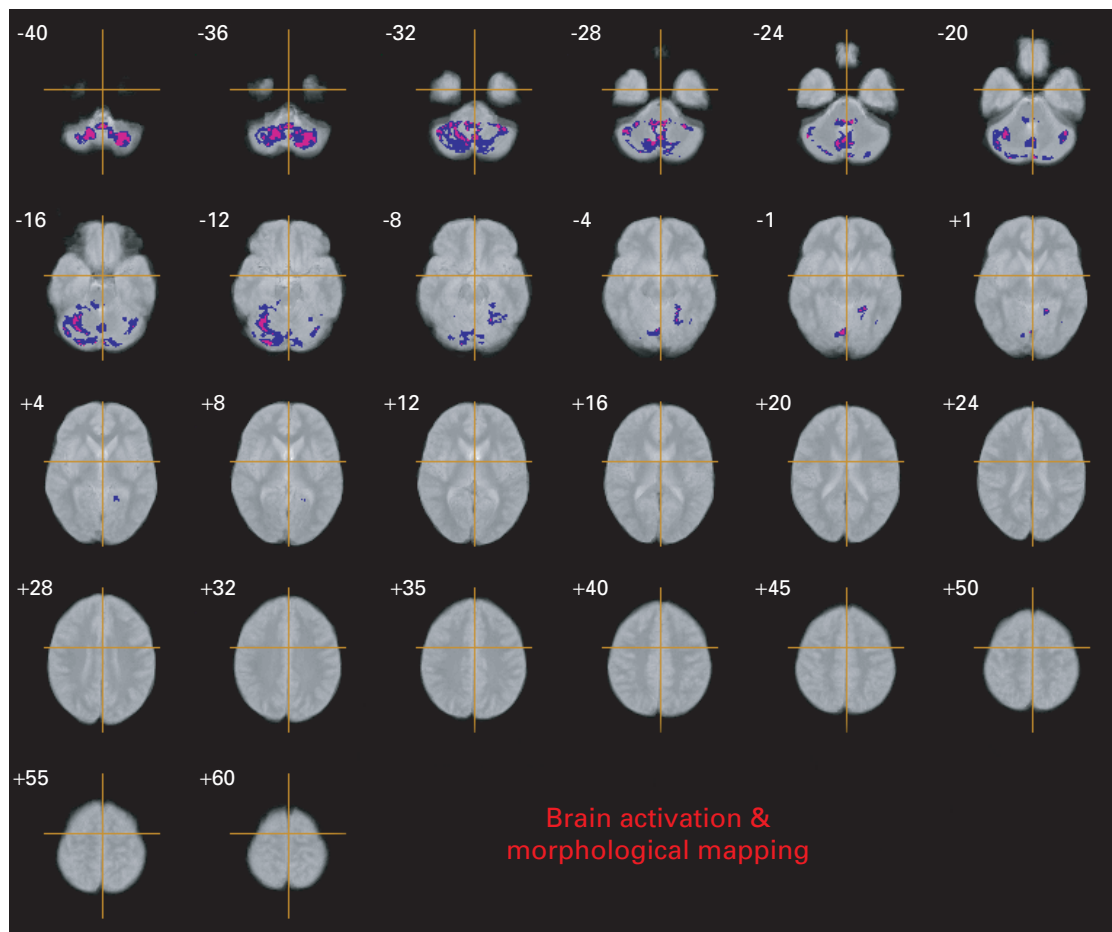 -40 -36 -32 -28 -24 -20
-16 -12 -8 -4 -1 +1
+4 +8 +12 +16 +20 +24
+28 +32 +35 +40 +45 +50
+55 +60
Brain activation &
morphological mapping